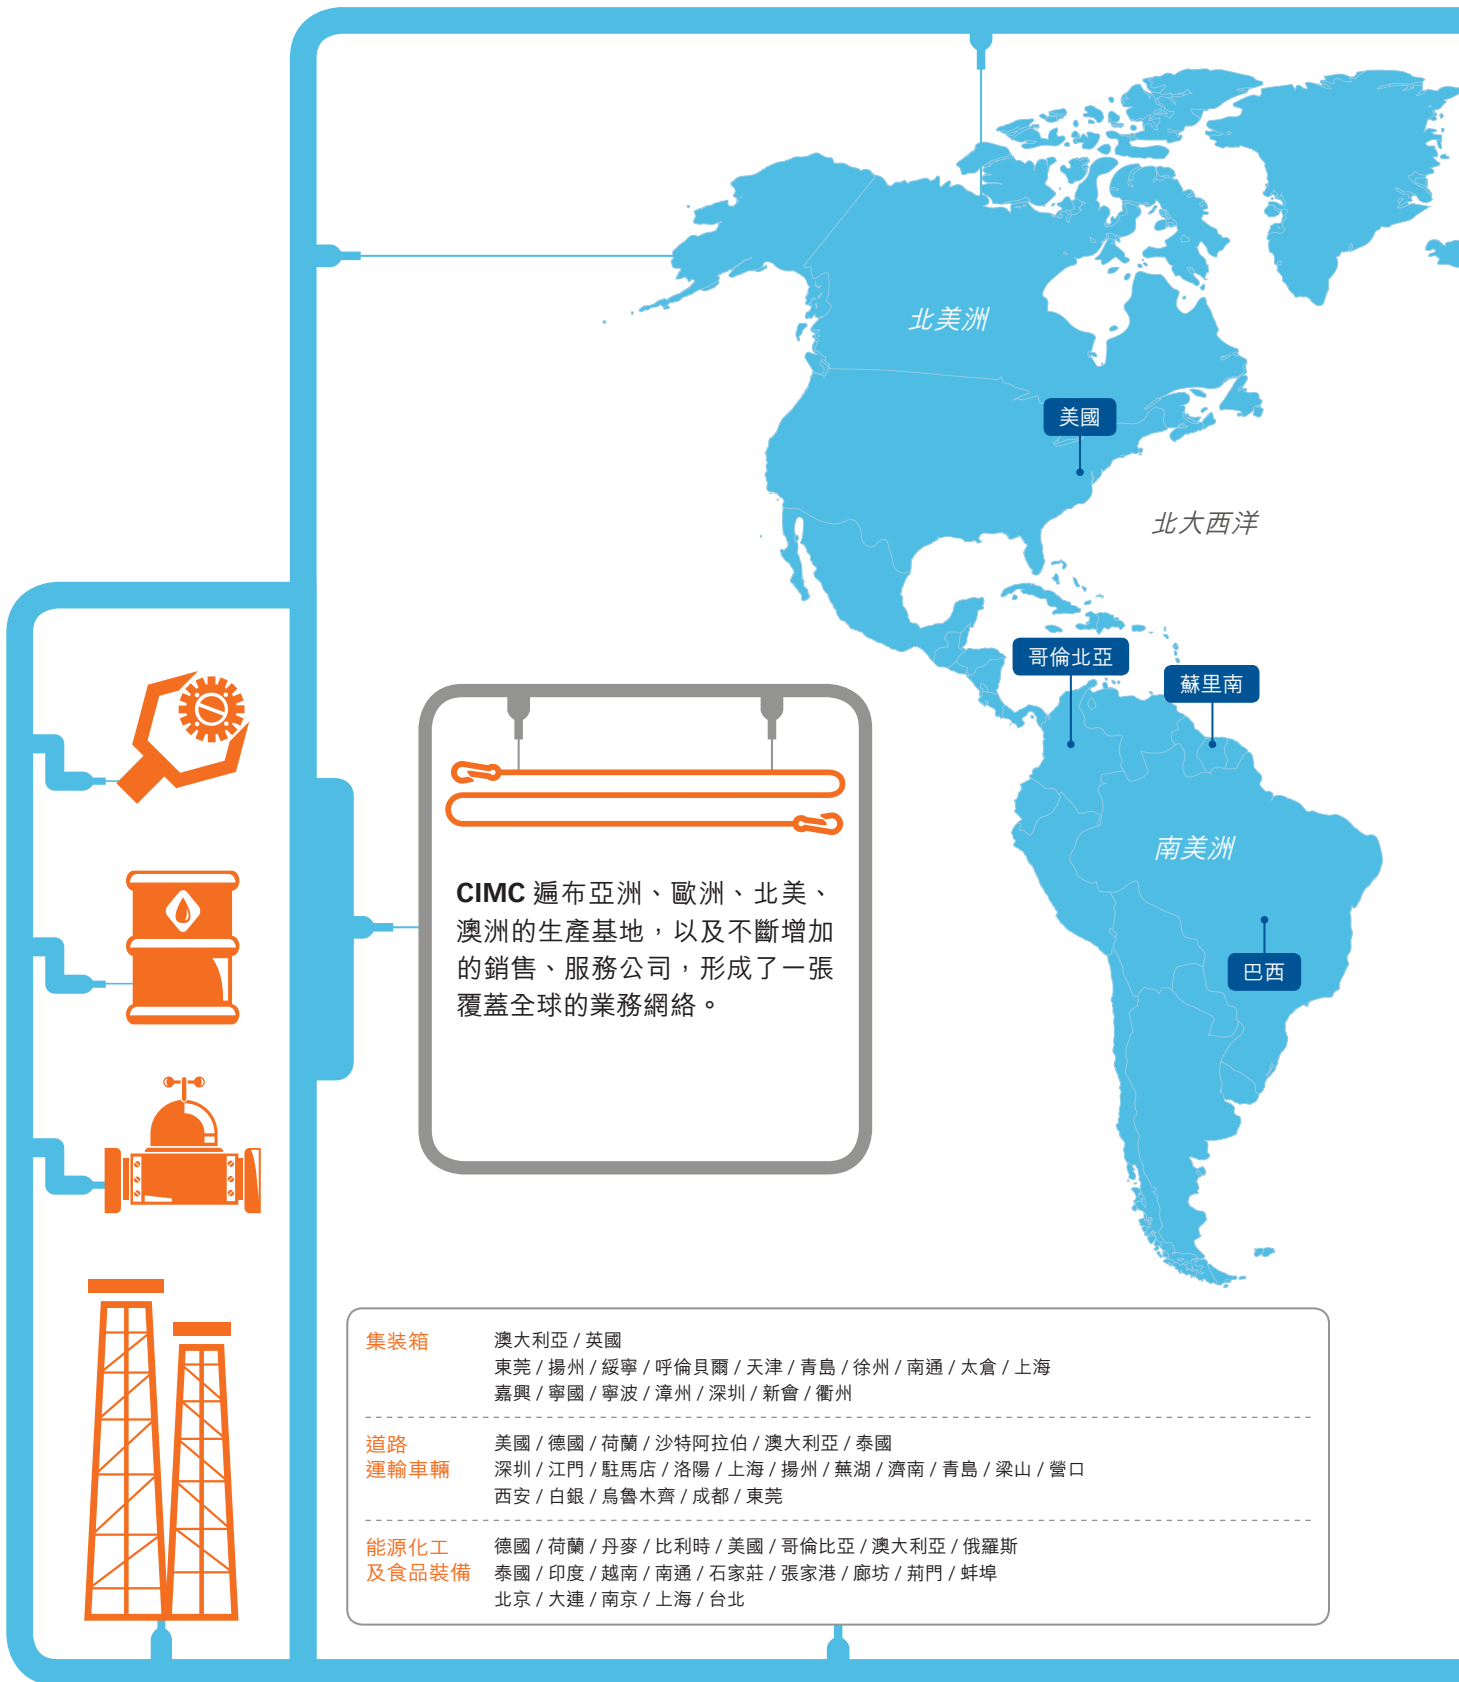 北美洲
美國
北大西洋
哥倫北亞
蘇里南
南美洲
巴西
CIMC 遍布亞洲、歐洲、北美、
澳洲的生產基地，以及不斷增加
的銷售、服務公司，形成了一張
覆蓋全球的業務網絡。
集装箱
澳大利亞 / 英國
東莞 / 揚州 / 綏寧 / 呼倫貝爾 / 天津 / 青島 / 徐州 / 南通 / 太倉 / 上海
嘉興 / 寧國 / 寧波 / 漳州 / 深圳 / 新會 / 衢州
道路
運輸車輛
美國 / 德國 / 荷蘭 / 沙特阿拉伯 / 澳大利亞 / 泰國
深圳 / 江門 / 駐馬店 / 洛陽 / 上海 / 揚州 / 蕪湖 / 濟南 / 青島 / 梁山 / 營口
西安 / 白銀 / 烏魯木齊 / 成都 / 東莞
能源化工
及食品裝備
德國 / 荷蘭 / 丹麥 / 比利時 / 美國 / 哥倫比亞 / 澳大利亞 / 俄羅斯
泰國 / 印度 / 越南 / 南通 / 石家莊 / 張家港 / 廊坊 / 荊門 / 蚌埠
北京 / 大連 / 南京 / 上海 / 台北